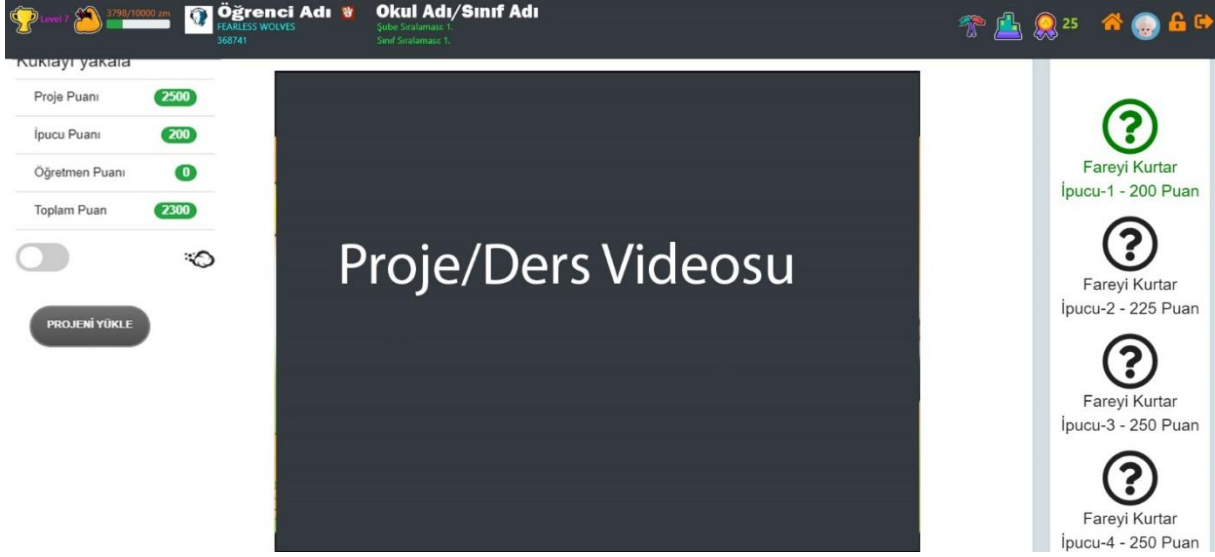 Level 7
3798/10000 zm
Öğrenci Adı
FEARLESS WOLVES
368741
Okul Adı/Sınıf Adı
Şube Sıralaması: 1.
Sınıf Sıralaması: 1.
25
Kuklayı yakala
Proje Puanı 2500
İpucu Puanı 200
Öğretmen Puanı 0
Toplam Puan 2300
PROJENİ YÜKLE
Proje/Ders Videosu
Fareyi Kurtar
İpucu-1 - 200 Puan
Fareyi Kurtar
İpucu-2 - 225 Puan
Fareyi Kurtar
İpucu-3 - 250 Puan
Fareyi Kurtar
İpucu-4 - 250 Puan